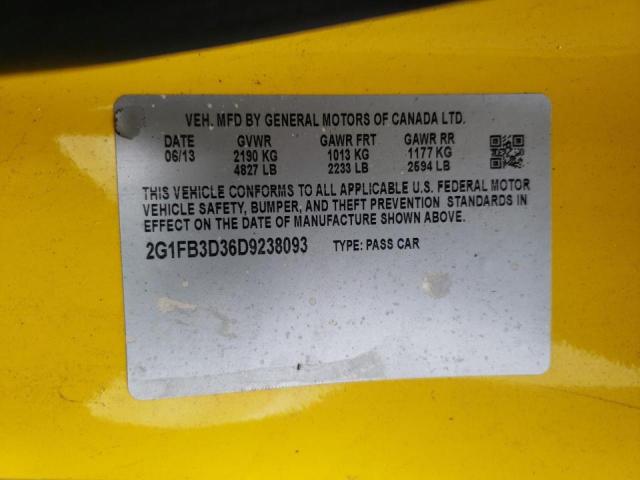 VEH. MFD BY GENERAL MOTORS OF CANADA LTD.
DATE GVWR GAWR FRT GAWR RR
06/13 2190 KG 1013 KG 1177 KG
4827 LB 2233 LB 2594 LB
THIS VEHICLE CONFORMS TO ALL APPLICABLE U.S. FEDERAL MOTOR
VEHICLE SAFETY, BUMPER, AND THEFT PREVENTION STANDARDS IN
EFFECT ON THE DATE OF MANUFACTURE SHOWN ABOVE.
2G1FB3D36D9238093 TYPE: PASS CAR